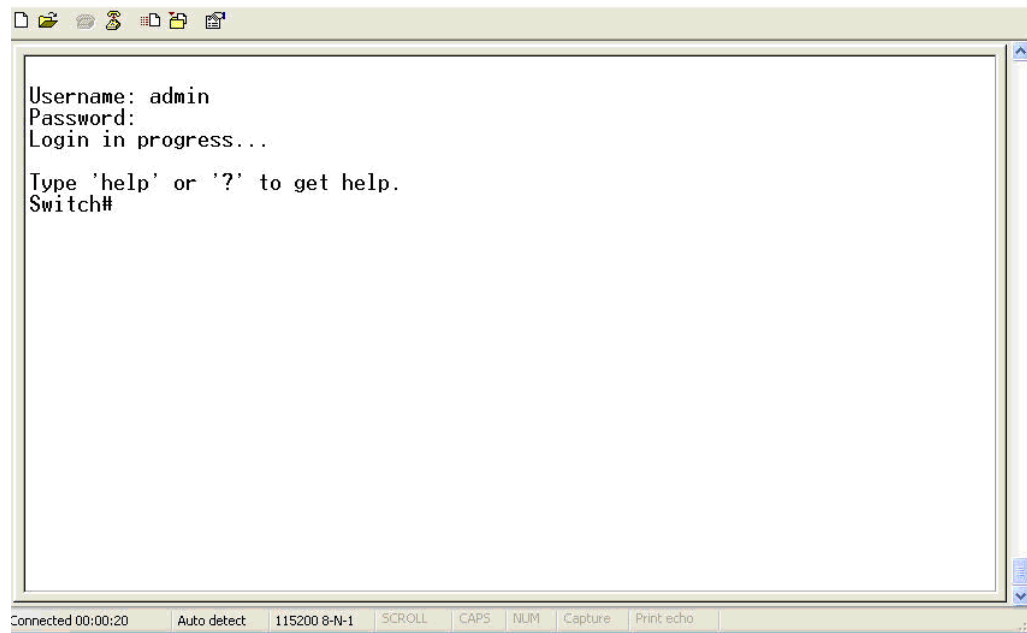 Username: admin
Password:
Login in progress...
Type 'help' or '?' to get help.
Switch#
Connected 00:00:20 Auto detect 115200 8-N-1 SCROLL CAPS NUM Capture Print echo